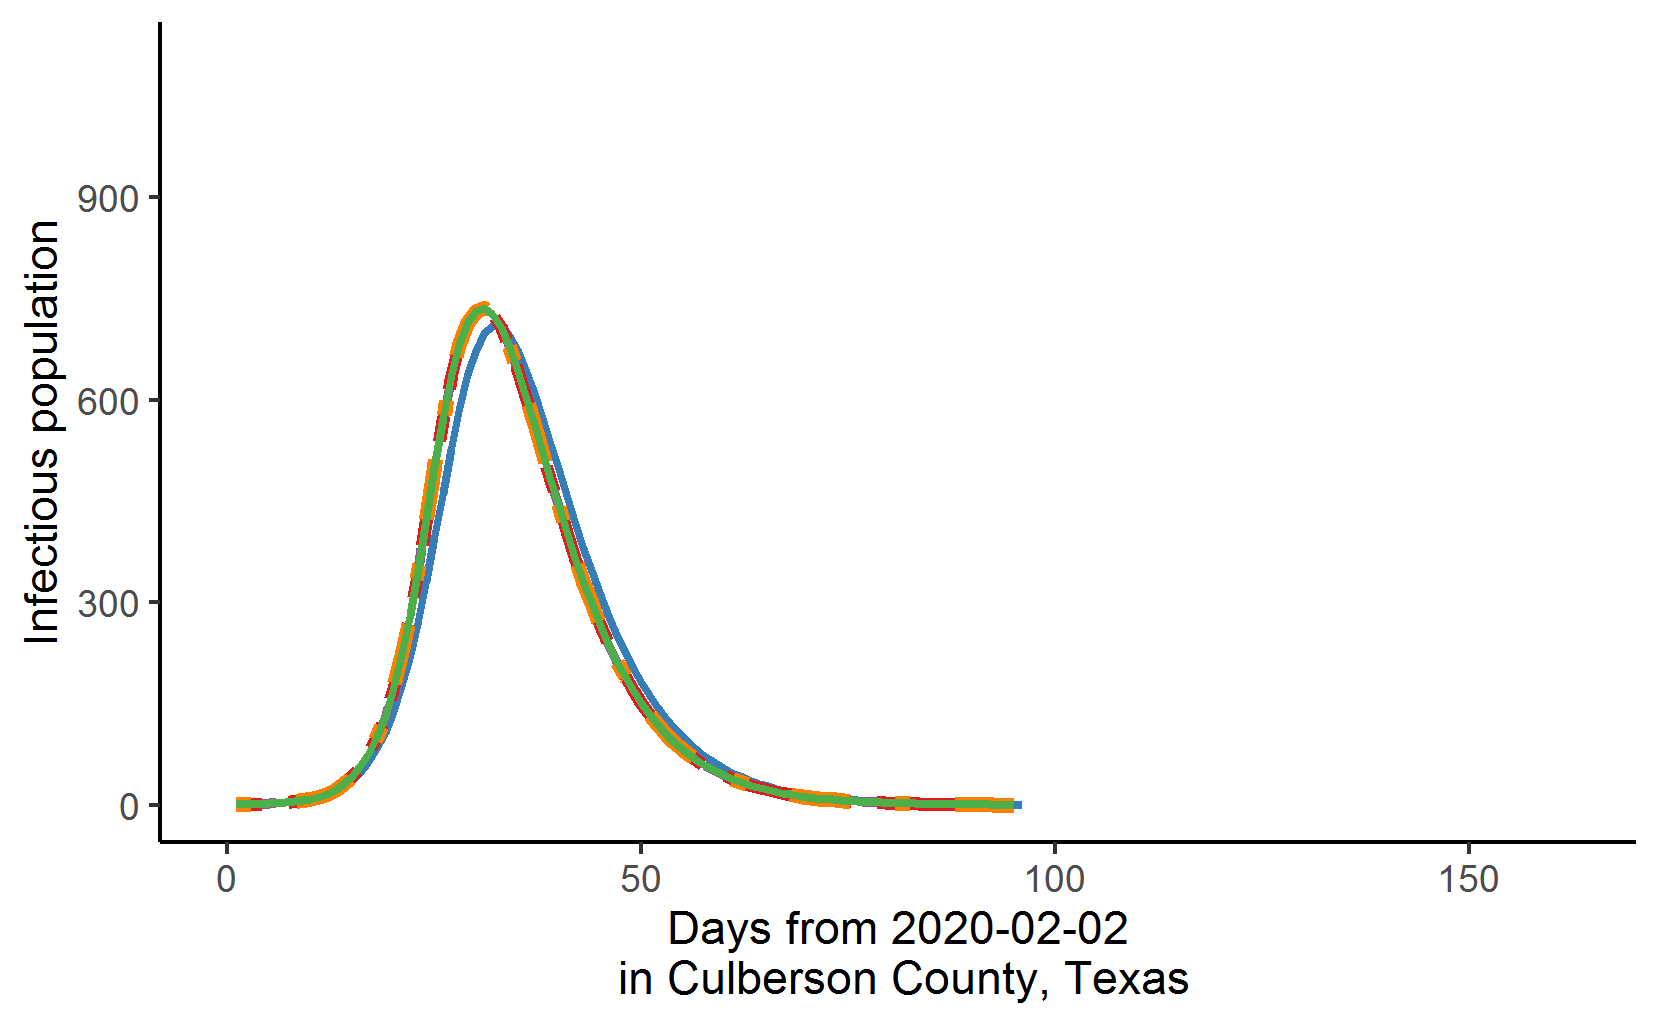 Infectious population
900
600
300
0
0 50 100 150
Days from 2020-02-02
in Culberson County, Texas